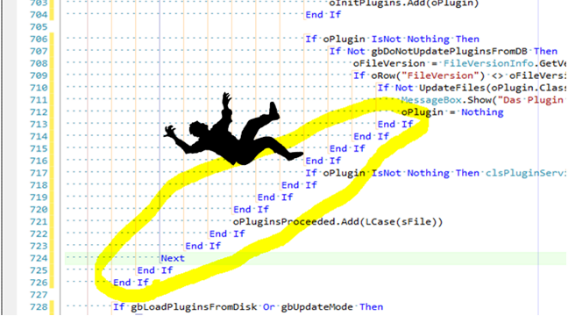 703 oInitPlugins.Add(oPlugin)
704 End If
705
706 If oPlugin IsNot Nothing Then
707 If Not gbDoNotUpdatePluginsFromDB Then
708 oFileVersion = FileVersionInfo.GetVe
709 If oRow("FileVersion") <> oFileVersi
710 If Not UpdateFiles(oPlugin.Class
711 MessageBox.Show("Das Plugin
712 oPlugin = Nothing
713 End If
714 End If
715 End If
716 End If
717 If oPlugin IsNot Nothing Then clsPluginServi
718 End If
719 End If
720 End If
721 oPluginsProceeded.Add(LCase(sFile))
722 End If
723 End If
724 Next
725 End If
726 End If
727
728 If gbLoadPluginsFromDisk Or gbUpdateMode Then